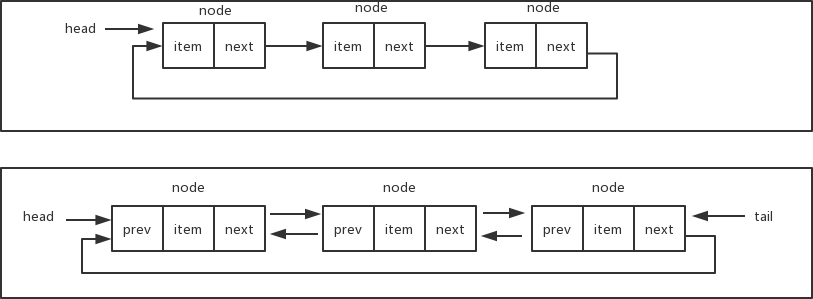 node node node
head
item next item next item next
node node node
head tail
prev item next prev item next prev item next